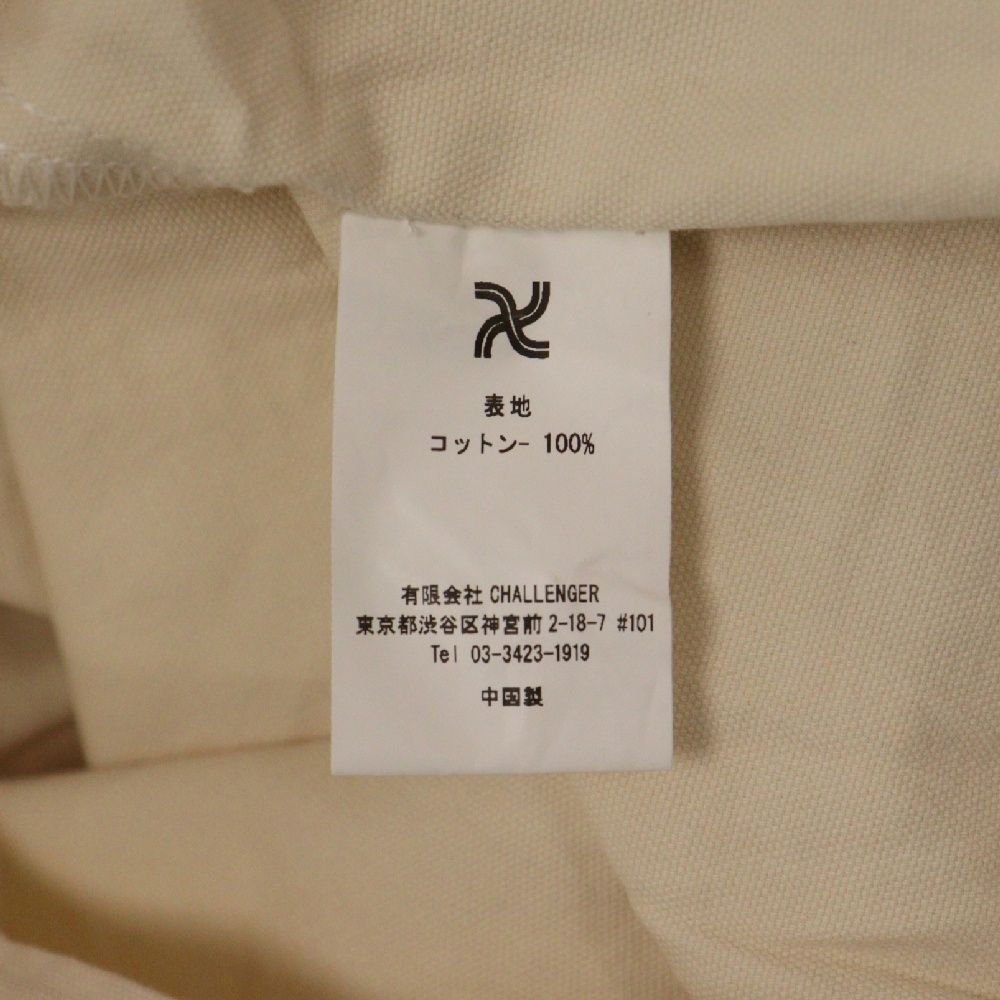 表地
コットン- 100%
有限会社 CHALLENGER
東京都渋谷区神宮前 2-18-7 #101
Tel 03-3423-1919
中国製